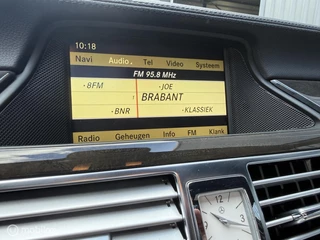 10:18
Navi Audio Tel Video Systeem
FM 95.8 MHz
·8FM ·JOE
BRABANT
·BNR ·KLASSIEK
Radio Geheugen Info FM Klank